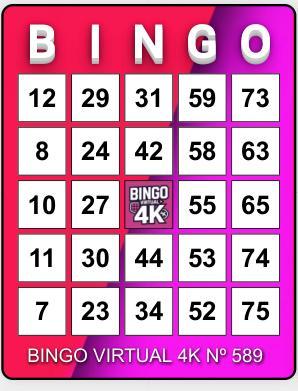 B I N G O
12 29 31 59 73
8 24 42 58 63
10 27 BINGO VIRTUAL 4K 55 65
11 30 44 53 74
7 23 34 52 75
BINGO VIRTUAL 4K Nº 589